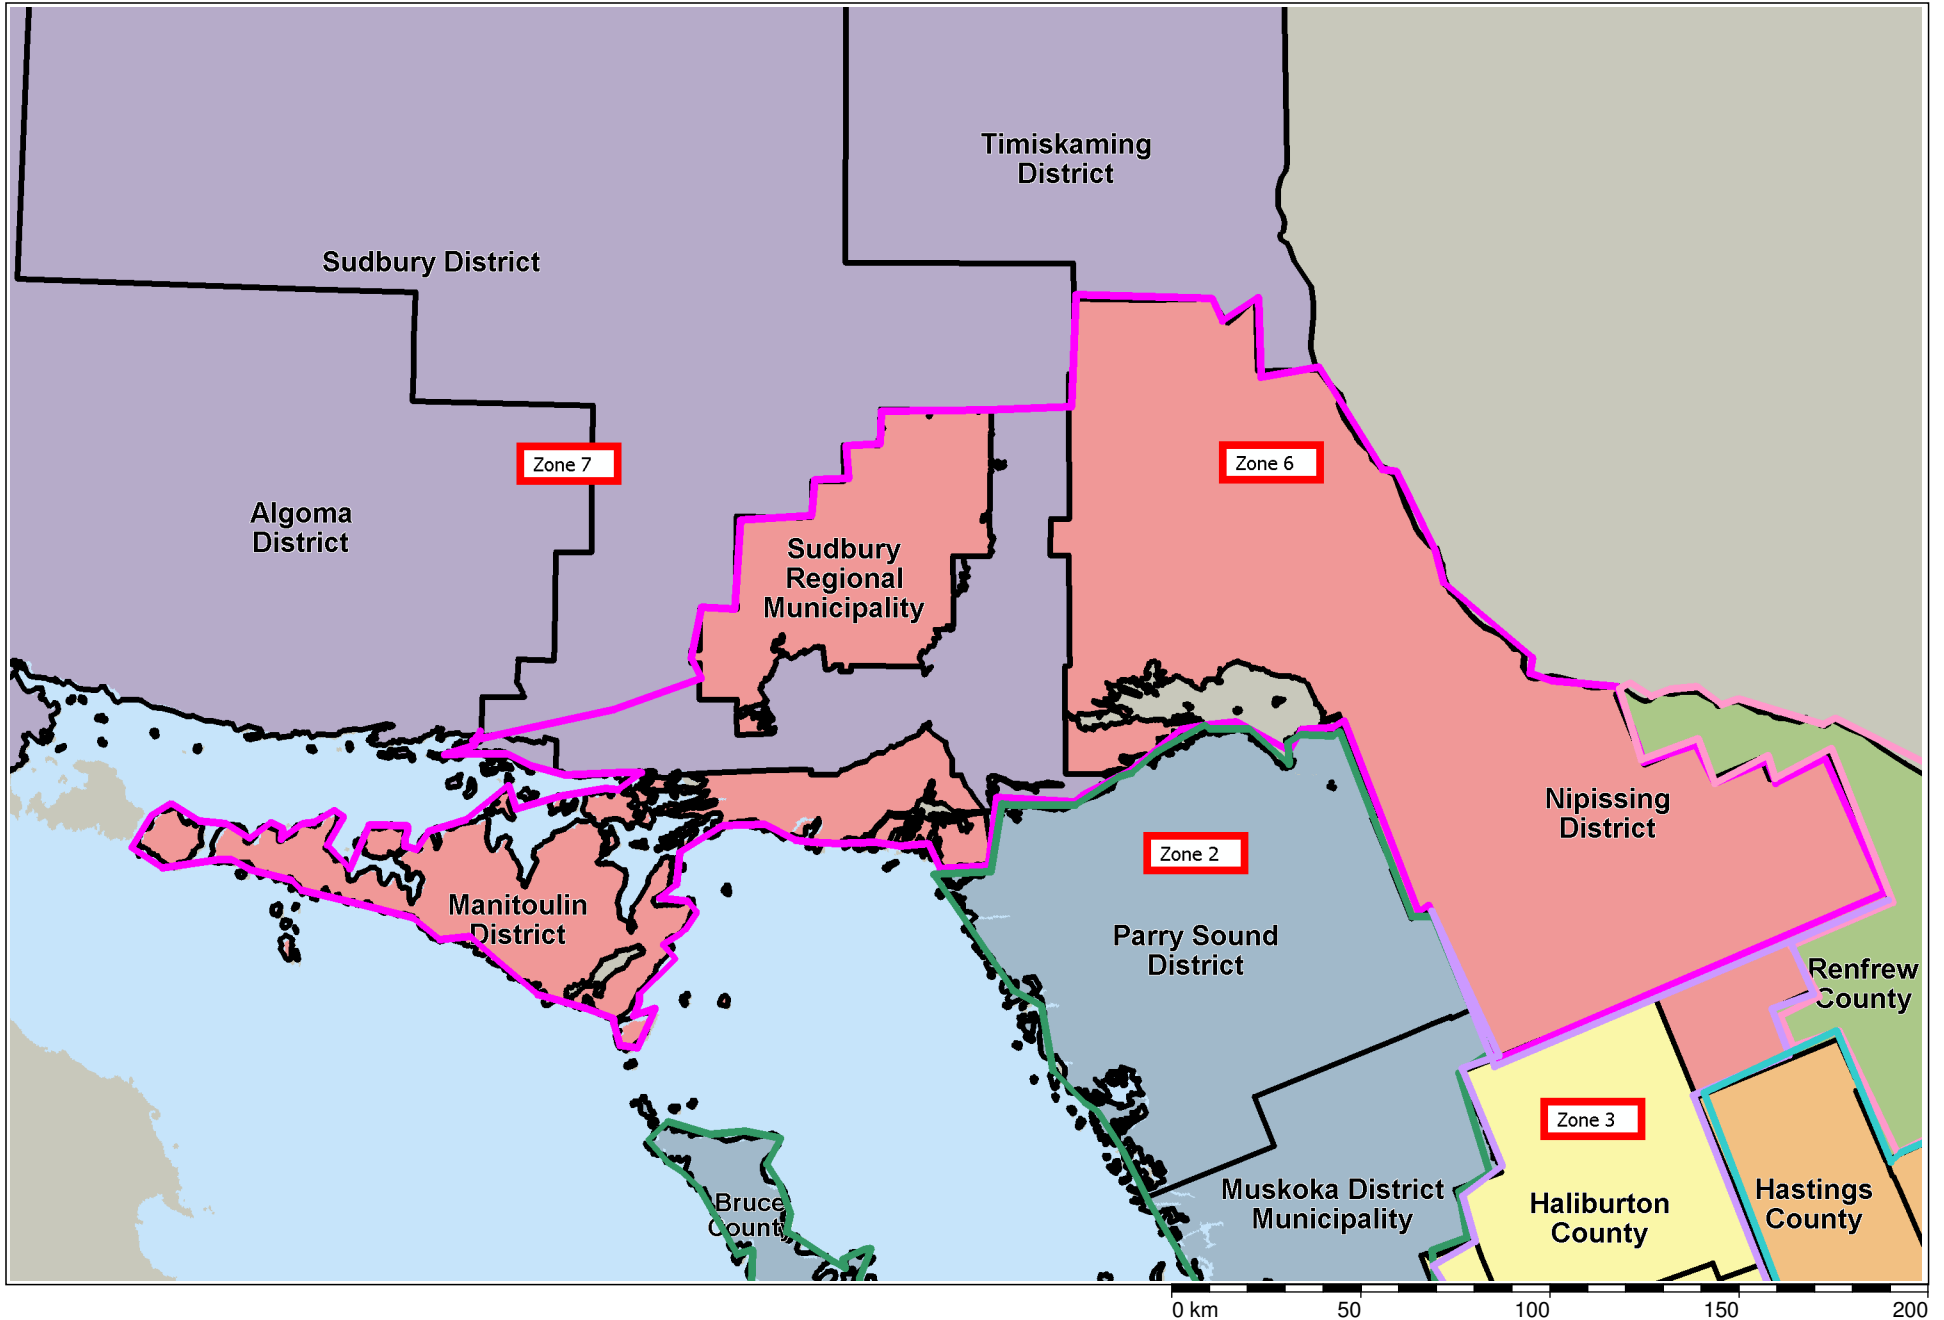 Timiskaming
District
Sudbury District
Zone 7
Zone 6
Algoma
District
Sudbury
Regional
Municipality
Nipissing
District
Zone 2
Manitoulin
District
Parry Sound
District
Renfrew
County
Zone 3
Bruce
County
Muskoka District
Municipality
Haliburton
County
Hastings
County
0 km 50 100 150 200